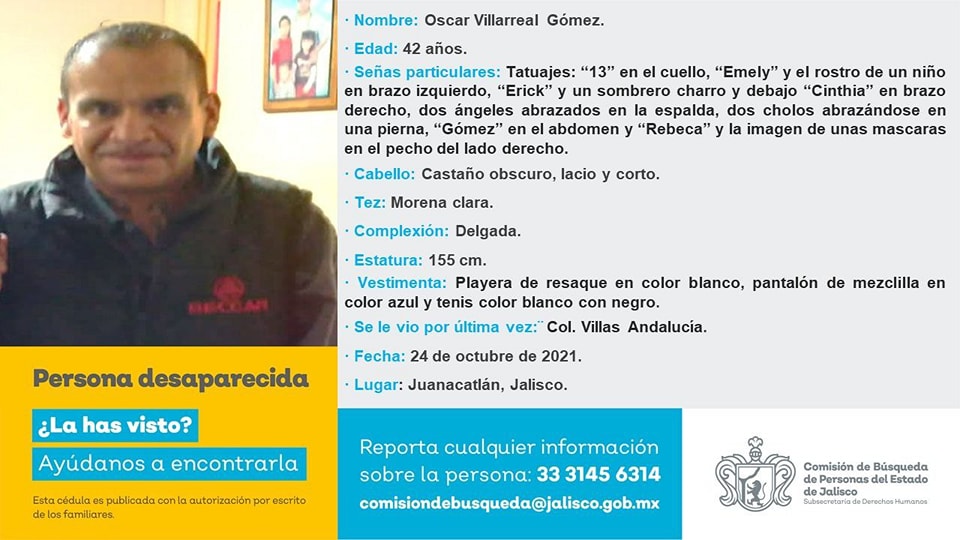 · Nombre: Oscar Villarreal Gómez.
· Edad: 42 años.
· Señas particulares: Tatuajes: “13” en el cuello, “Emely” y el rostro de un niño
en brazo izquierdo, “Erick” y un sombrero charro y debajo “Cinthia” en brazo
derecho, dos ángeles abrazados en la espalda, dos cholos abrazándose en
una pierna, “Gómez” en el abdomen y “Rebeca” y la imagen de unas mascaras
en el pecho del lado derecho.
· Cabello: Castaño obscuro, lacio y corto.
· Tez: Morena clara.
· Complexión: Delgada.
· Estatura: 155 cm.
· Vestimenta: Playera de resaque en color blanco, pantalón de mezclilla en
color azul y tenis color blanco con negro.
· Se le vio por última vez:¨ Col. Villas Andalucía.
· Fecha: 24 de octubre de 2021.
· Lugar: Juanacatlán, Jalisco.
Persona desaparecida
¿La has visto?
Ayúdanos a encontrarla
Esta cédula es publicada con la autorización por escrito
de los familiares.
Reporta cualquier información
sobre la persona: 33 3145 6314
comisiondebusqueda@jalisco.gob.mx
Comisión de Búsqueda
de Personas del Estado
de Jalisco
Subsecretaría de Derechos Humanos